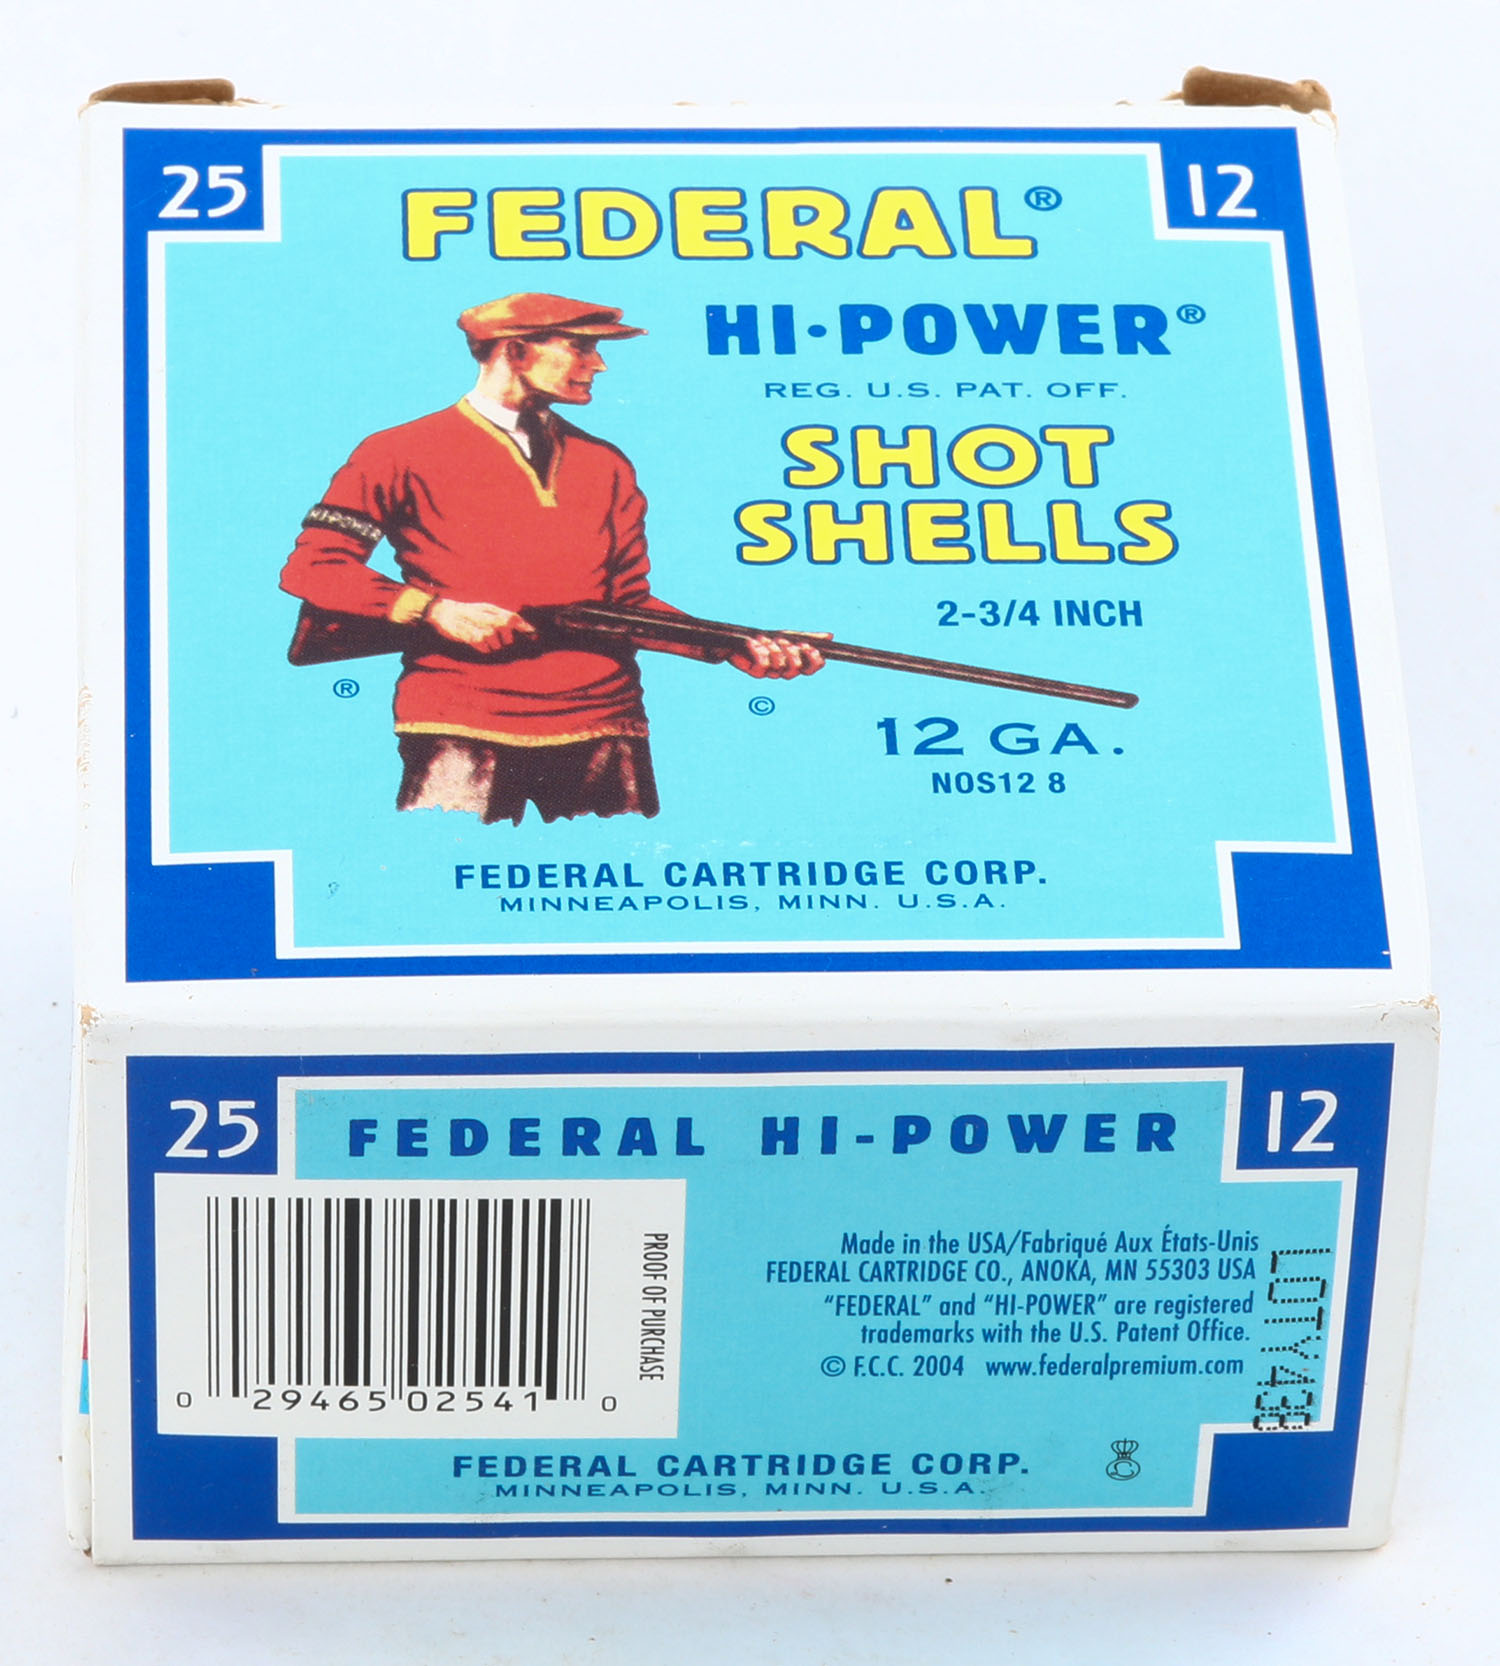 25
12
FEDERAL®
HI·POWER®
REG. U.S. PAT. OFF.
SHOT
SHELLS
2-3/4 INCH
HI-POWER
®
©
12 GA.
NOS12 8
FEDERAL CARTRIDGE CORP.
MINNEAPOLIS, MINN. U.S.A.
25
12
FEDERAL HI-POWER
PROOF OF PURCHASE
0 29465 02541 0
Made in the USA/Fabriqué Aux États-Unis
FEDERAL CARTRIDGE CO., ANOKA, MN 55303 USA
"FEDERAL" and "HI-POWER" are registered
trademarks with the U.S. Patent Office.
© F.C.C. 2004 www.federalpremium.com
FEDERAL CARTRIDGE CORP.
MINNEAPOLIS, MINN. U.S.A.